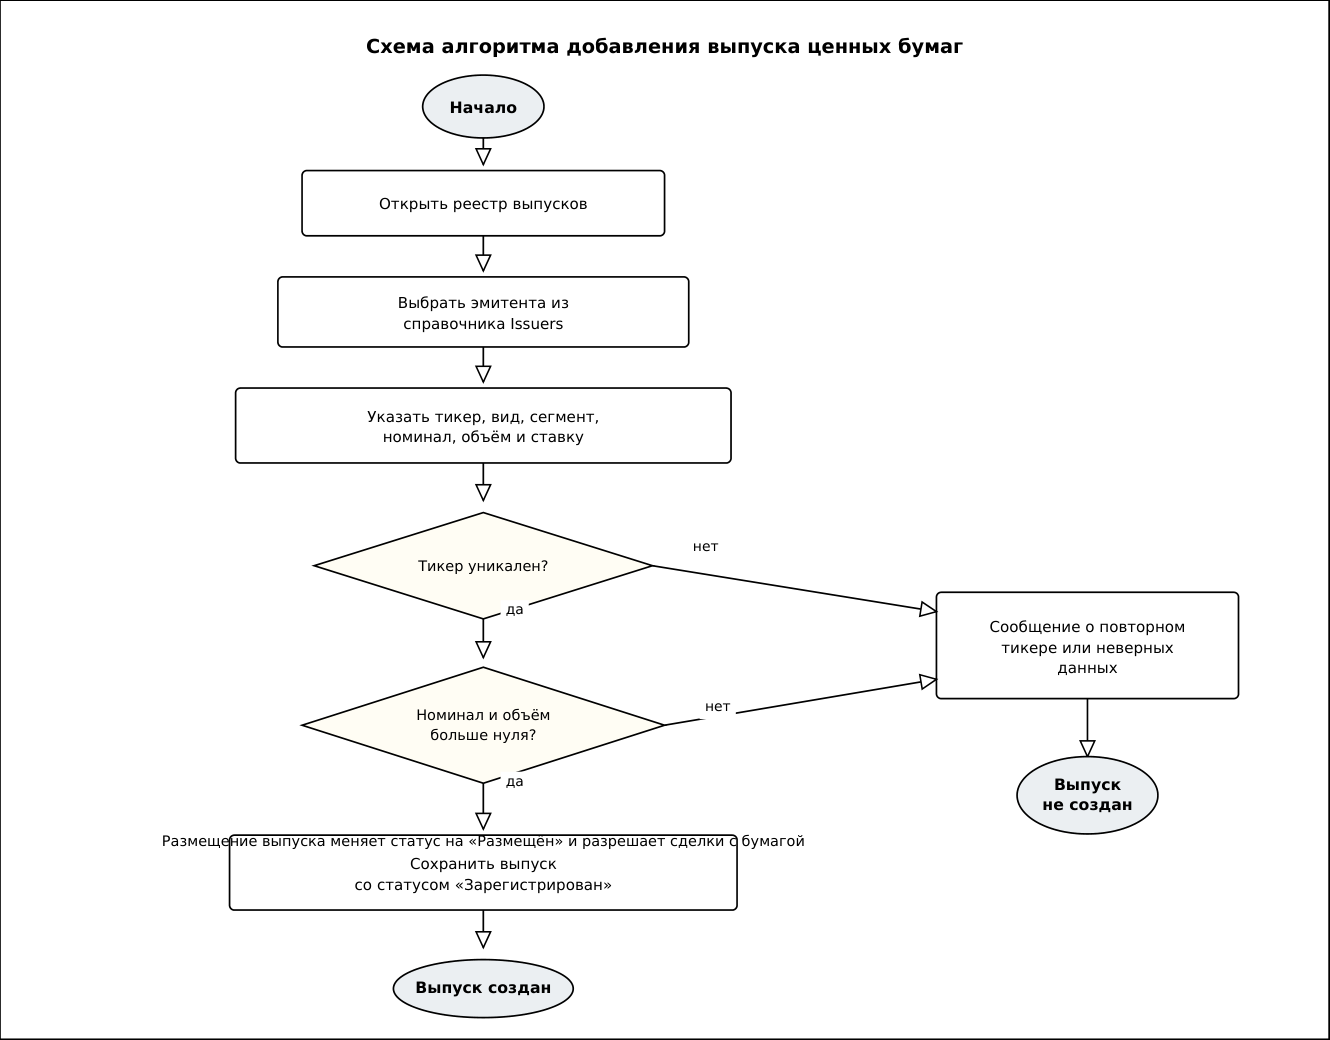 Схема алгоритма добавления выпуска ценных бумаг
Начало
Открыть реестр выпусков
Выбрать эмитента из
справочника Issuers
Указать тикер, вид, сегмент,
номинал, объём и ставку
Тикер уникален?
нет
да
Сообщение о повторном
тикере или неверных
данных
Номинал и объём
больше нуля?
нет
да
Выпуск
не создан
Размещение выпуска меняет статус на «Размещён» и разрешает сделки с бумагой
Сохранить выпуск
со статусом «Зарегистрирован»
Выпуск создан